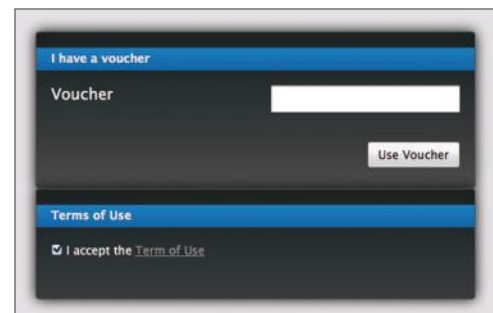 I have a voucher
Voucher
Use Voucher
Terms of Use
I accept the Term of Use